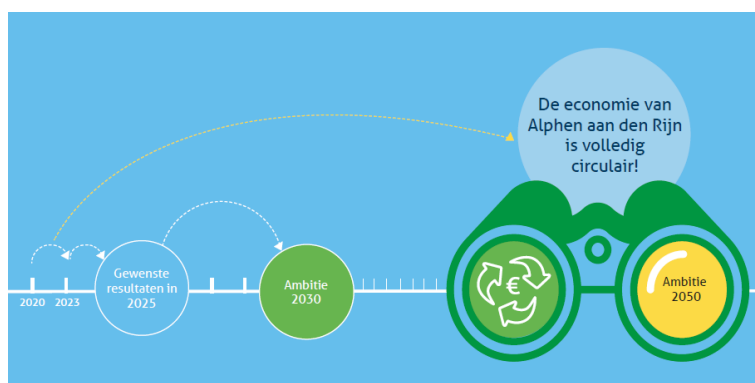 De economie van
Alphen aan den Rijn
is volledig
circulair!
2020
2023
Gewenste
resultaten in
2025
Ambitie
2030
€
Ambitie
2050